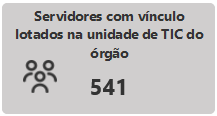 Servidores com vínculo
lotados na unidade de TIC do
órgão
541